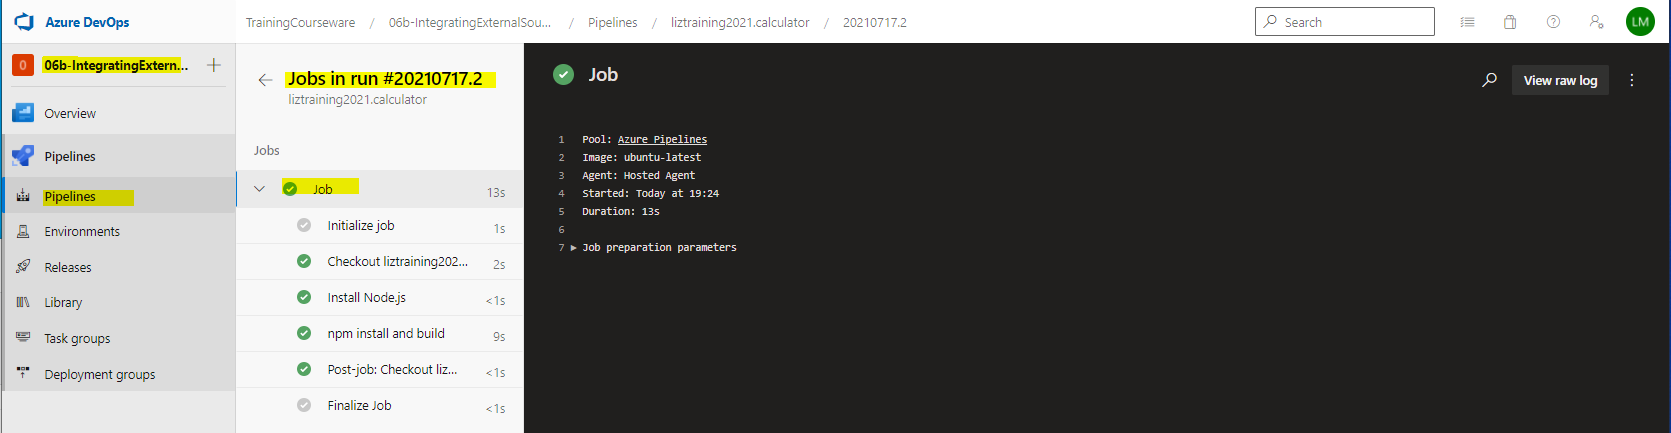 Azure DevOps
TrainingCourseware / 06b-IntegratingExternalSou... / Pipelines / liztraining2021.calculator / 20210717.2
Search
LM
0 06b-IntegratingExtern...
Overview
Pipelines
Pipelines
Environments
Releases
Library
Task groups
Deployment groups
Jobs in run #20210717.2
liztraining2021.calculator
Jobs
Job 13s
Initialize job 1s
Checkout liztraining202... 2s
Install Node.js <1s
npm install and build 9s
Post-job: Checkout liz... <1s
Finalize Job <1s
Job
View raw log
1 Pool: Azure Pipelines
2 Image: ubuntu-latest
3 Agent: Hosted Agent
4 Started: Today at 19:24
5 Duration: 13s
6
7 ▶ Job preparation parameters